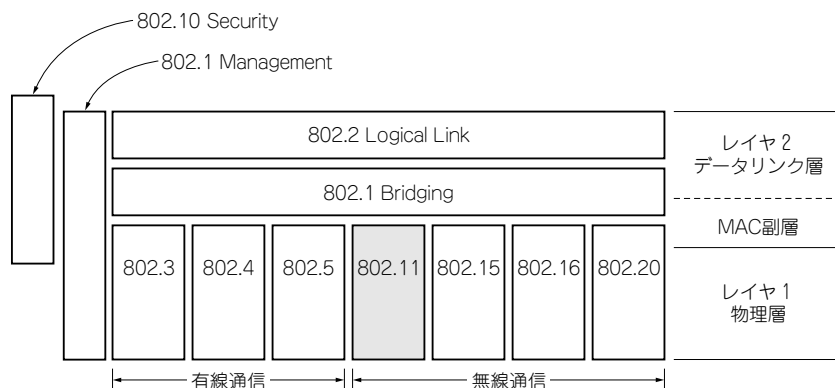 802.10 Security
802.1 Management
802.2 Logical Link
802.1 Bridging
802.3
802.4
802.5
802.11
802.15
802.16
802.20
レイヤ2
データリンク層
MAC副層
レイヤ1
物理層
有線通信
無線通信